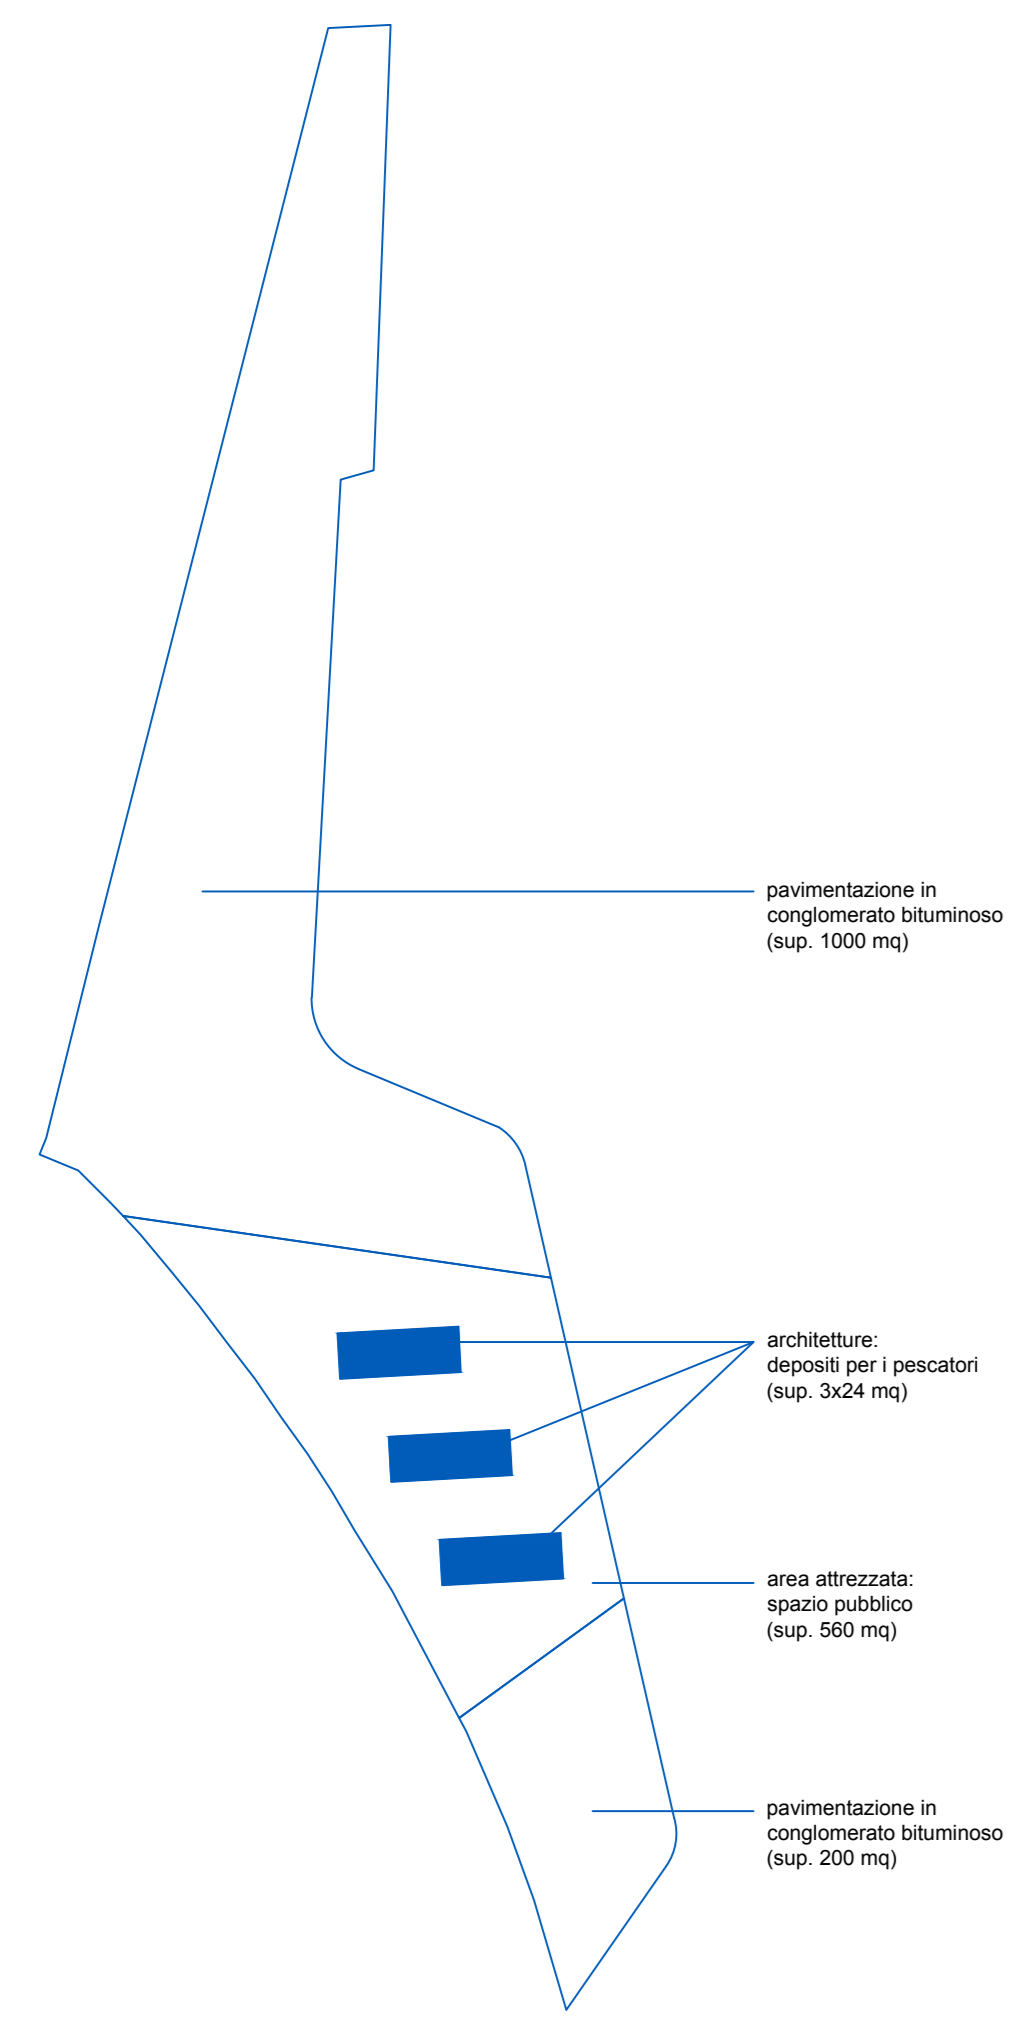 pavimentazione in
conglomerato bituminoso
(sup. 1000 mq)
architetture:
depositi per i pescatori
(sup. 3x24 mq)
area attrezzata:
spazio pubblico
(sup. 560 mq)
pavimentazione in
conglomerato bituminoso
(sup. 200 mq)